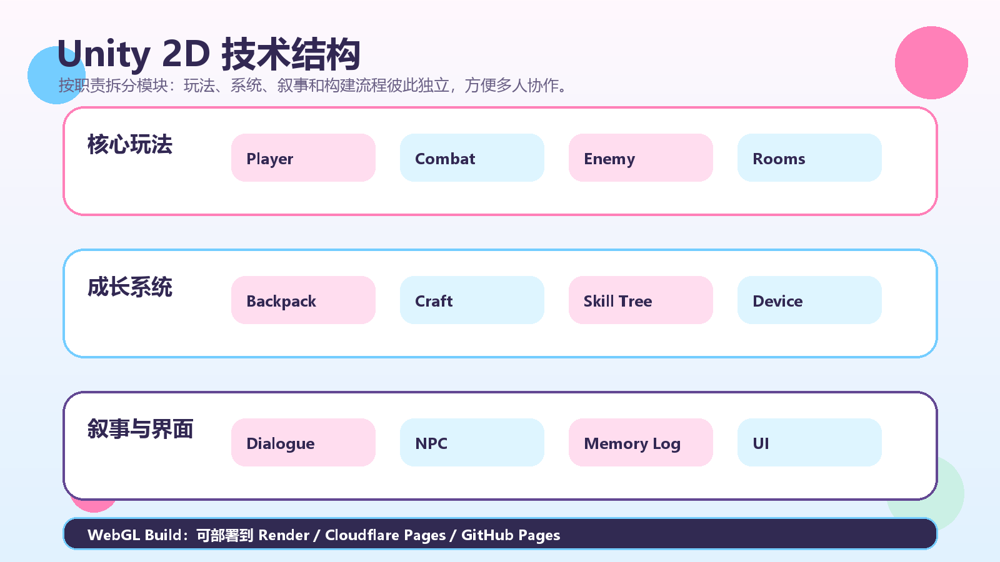 Unity 2D 技术结构
按职责拆分模块：玩法、系统、叙事和构建流程彼此独立，方便多人协作。
核心玩法
Player
Combat
Enemy
Rooms
成长系统
Backpack
Craft
Skill Tree
Device
叙事与界面
Dialogue
NPC
Memory Log
UI
WebGL Build：可部署到 Render / Cloudflare Pages / GitHub Pages